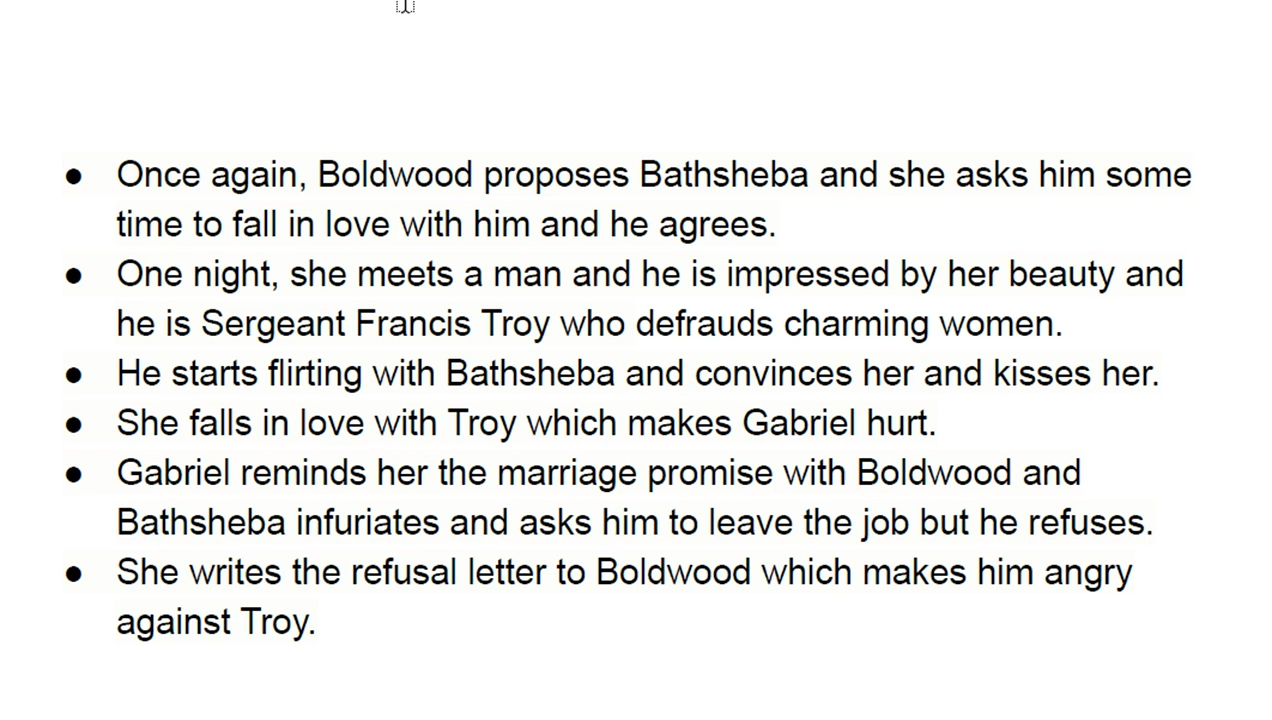 ● Once again, Boldwood proposes Bathsheba and she asks him some
time to fall in love with him and he agrees.
● One night, she meets a man and he is impressed by her beauty and
he is Sergeant Francis Troy who defrauds charming women.
● He starts flirting with Bathsheba and convinces her and kisses her.
● She falls in love with Troy which makes Gabriel hurt.
● Gabriel reminds her the marriage promise with Boldwood and
Bathsheba infuriates and asks him to leave the job but he refuses.
● She writes the refusal letter to Boldwood which makes him angry
against Troy.